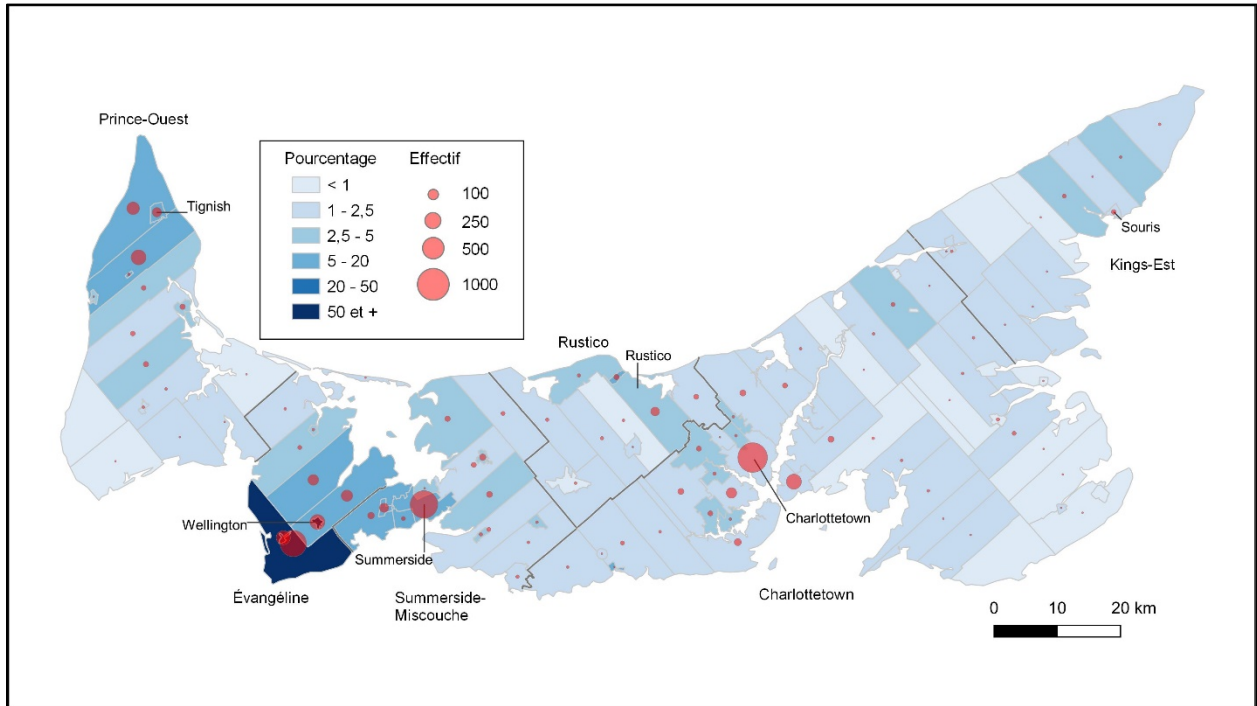 Prince-Ouest
Tignish
Pourcentage
< 1
1 - 2,5
2,5 - 5
5 - 20
20 - 50
50 et +
Effectif
100
250
500
1000
Souris
Kings-Est
Rustico
Rustico
Wellington
Summerside
Charlottetown
Évangéline
Summerside-
Miscouche
Charlottetown
0 10 20 km